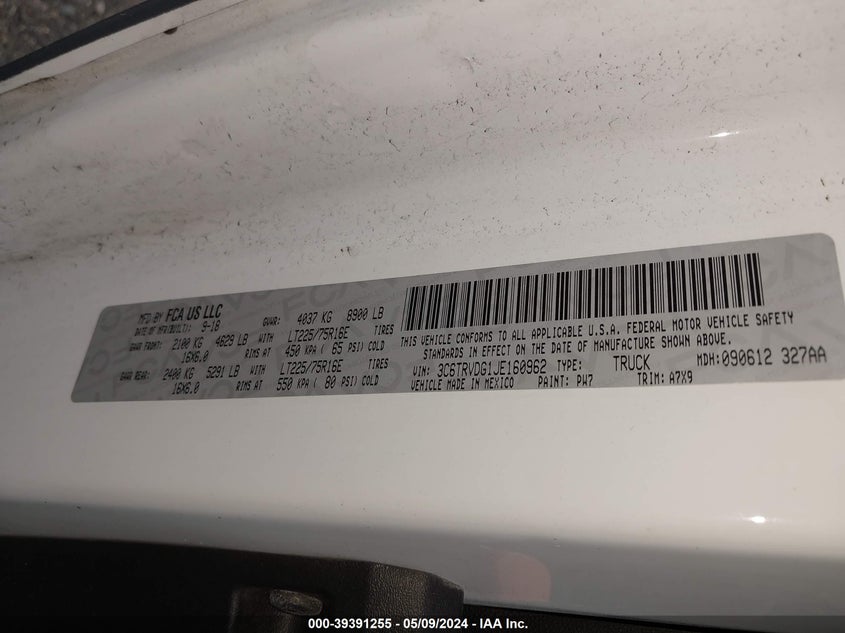 MFD BY FCA US LLC
DATE OF MFR(BUILT): 9-18 GVWR: 4037 KG 8900 LB
GAWR FRONT: 2100 KG 4629 LB WITH LT225/75R16E TIRES
16X6.0 RIMS AT 450 KPA ( 65 PSI) COLD
GAWR REAR: 2400 KG 5291 LB WITH LT225/75R16E TIRES
16X6.0 RIMS AT 550 KPA ( 80 PSI) COLD
THIS VEHICLE CONFORMS TO ALL APPLICABLE U.S.A. FEDERAL MOTOR VEHICLE SAFETY
STANDARDS IN EFFECT ON THE DATE OF MANUFACTURE SHOWN ABOVE.
VIN: 3C6TRVDG1JE160962 TYPE: TRUCK MDH: 090612 327AA
VEHICLE MADE IN MEXICO PAINT: PW7 TRIM: A7X9
000-39391255 - 05/09/2024 - IAA Inc.